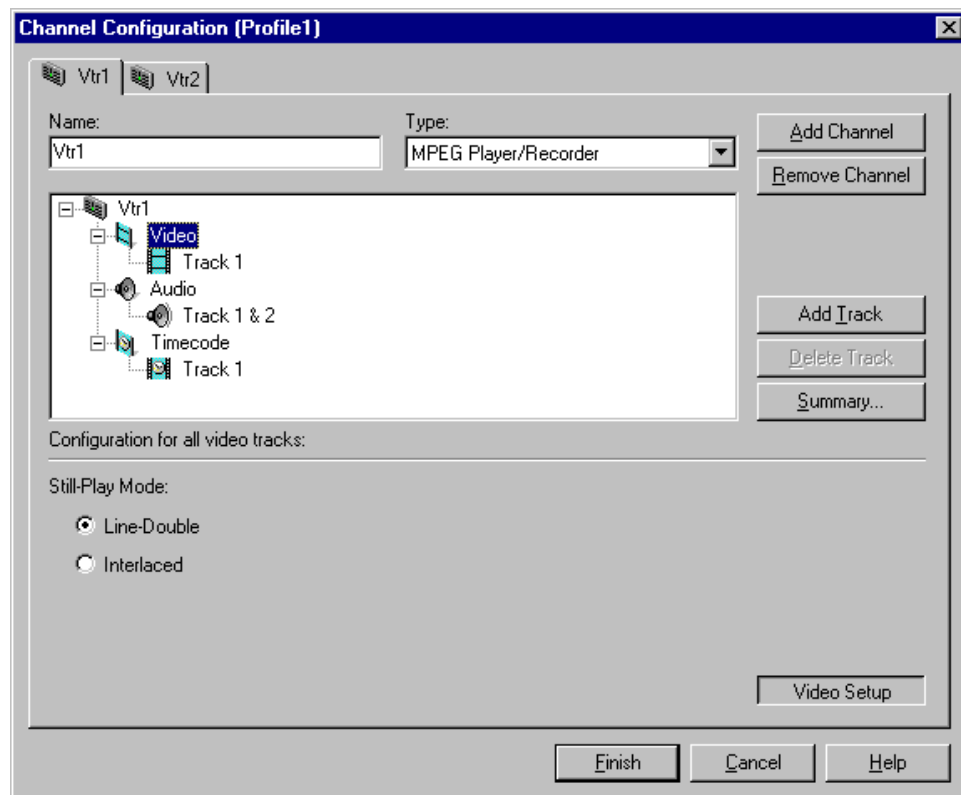 Channel Configuration (Profile1)
Vtr1 Vtr2
Name: Type:
Vtr1 MPEG Player/Recorder
Add Channel
Remove Channel
Vtr1
Video
Track 1
Audio
Track 1 & 2
Timecode
Track 1
Add Track
Delete Track
Summary...
Configuration for all video tracks:
Still-Play Mode:
Line-Double
Interlaced
Video Setup
Finish Cancel Help